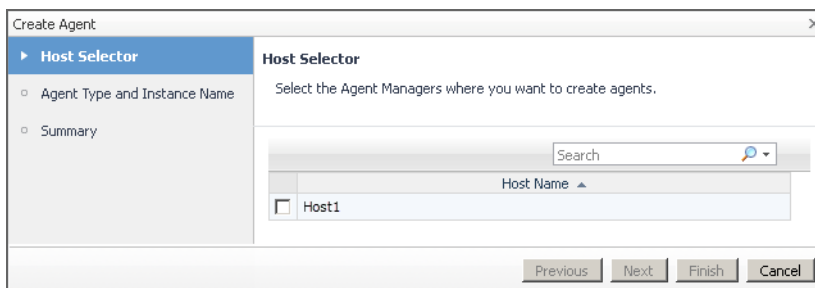 Create Agent
Host Selector
Agent Type and Instance Name
Summary
Host Selector
Select the Agent Managers where you want to create agents.
Search
Host Name
Host1
Previous
Next
Finish
Cancel